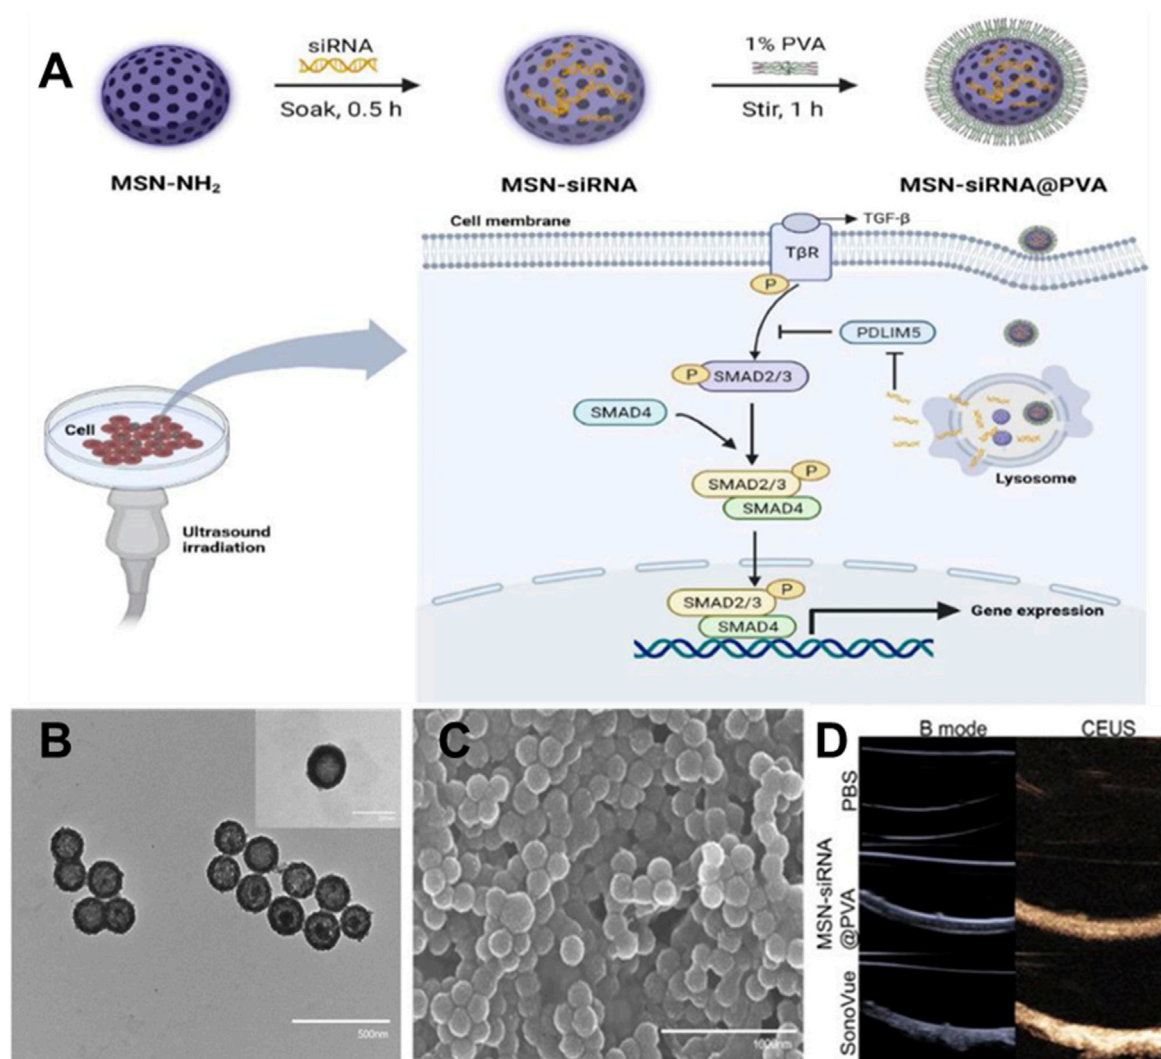 A
siRNA
Soak, 0.5 h
1% PVA
Stir, 1 h
MSN-NH₂
MSN-siRNA
MSN-siRNA@PVA
Cell membrane
TGF-β
TβR
P
PDLIM5
P
SMAD2/3
SMAD4
Cell
P
SMAD2/3
SMAD4
Lysosome
Ultrasound
irradiation
P
SMAD2/3
SMAD4
Gene expression
B
500nm
C
D
B mode
CEUS
PBS
MSN-siRNA
@PVA
SonoVue